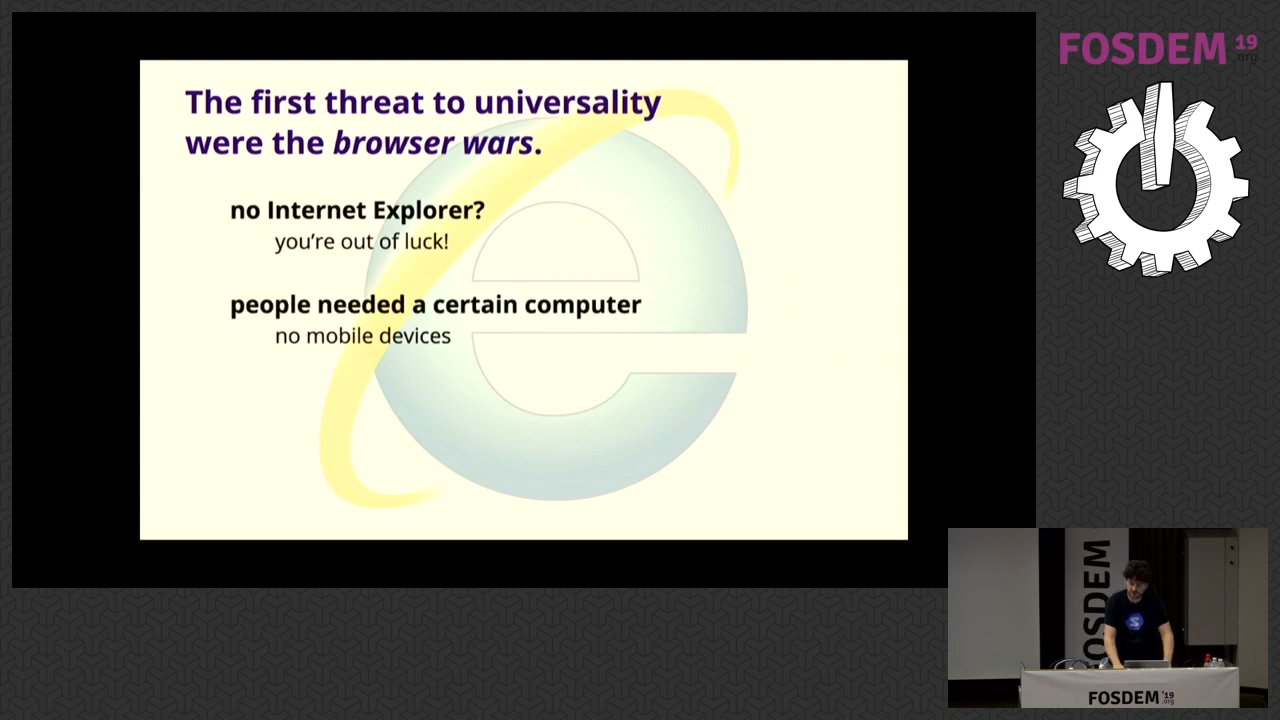 The first threat to universality
were the browser wars.
no Internet Explorer?
you’re out of luck!
people needed a certain computer
no mobile devices
FOSDEM '19
.org
FOSDEM
FOSDEM '19
.org